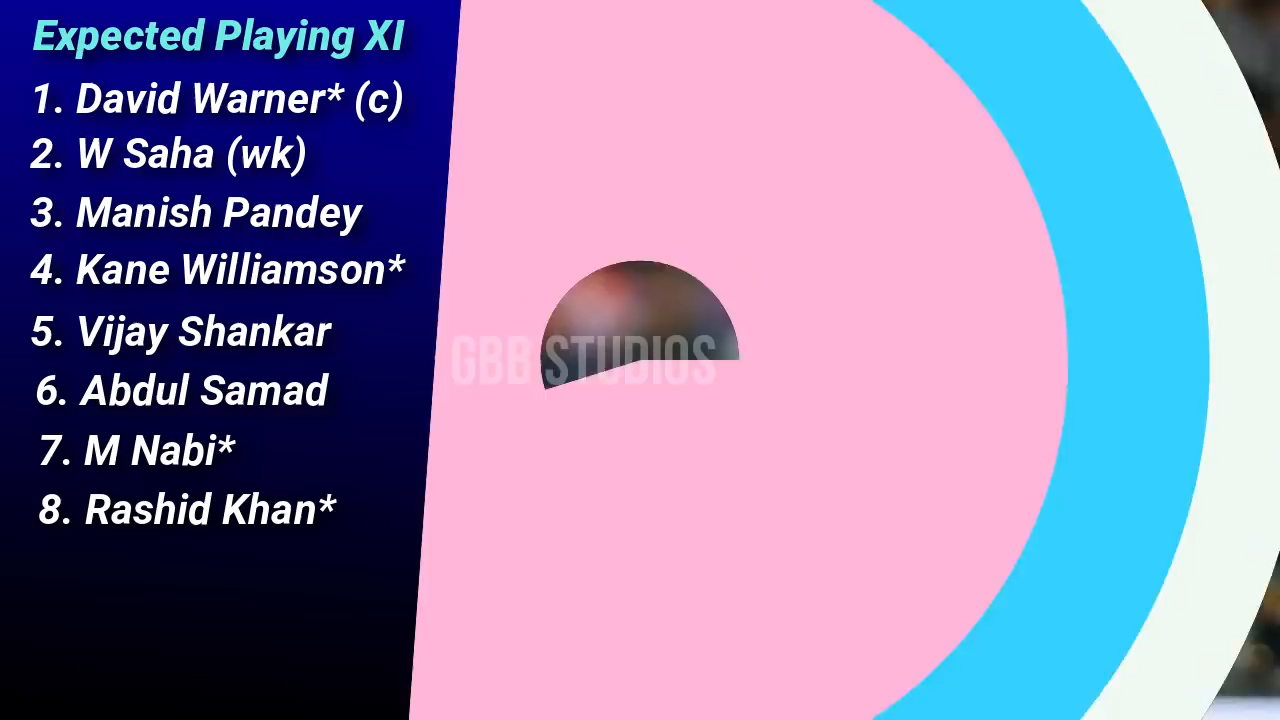 Expected Playing XI
1. David Warner* (c)
2. W Saha (wk)
3. Manish Pandey
4. Kane Williamson*
5. Vijay Shankar
6. Abdul Samad
7. M Nabi*
8. Rashid Khan*
GBB STUDIOS